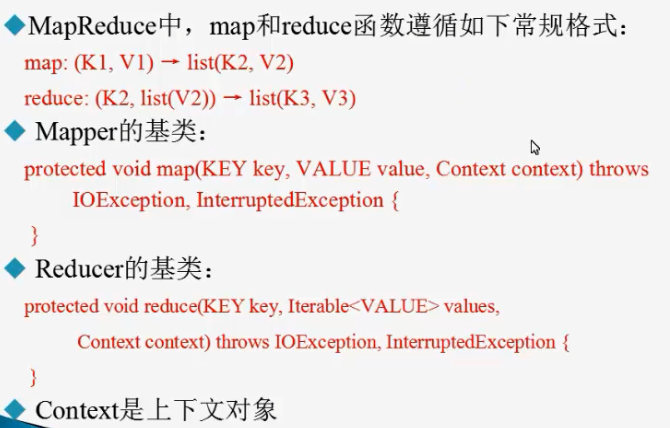 MapReduce中，map和reduce函数遵循如下常规格式：
map: (K1, V1) → list(K2, V2)
reduce: (K2, list(V2)) → list(K3, V3)
Mapper的基类：
protected void map(KEY key, VALUE value, Context context) throws
IOException, InterruptedException {
}
Reducer的基类：
protected void reduce(KEY key, Iterable<VALUE> values,
Context context) throws IOException, InterruptedException {
}
Context是上下文对象